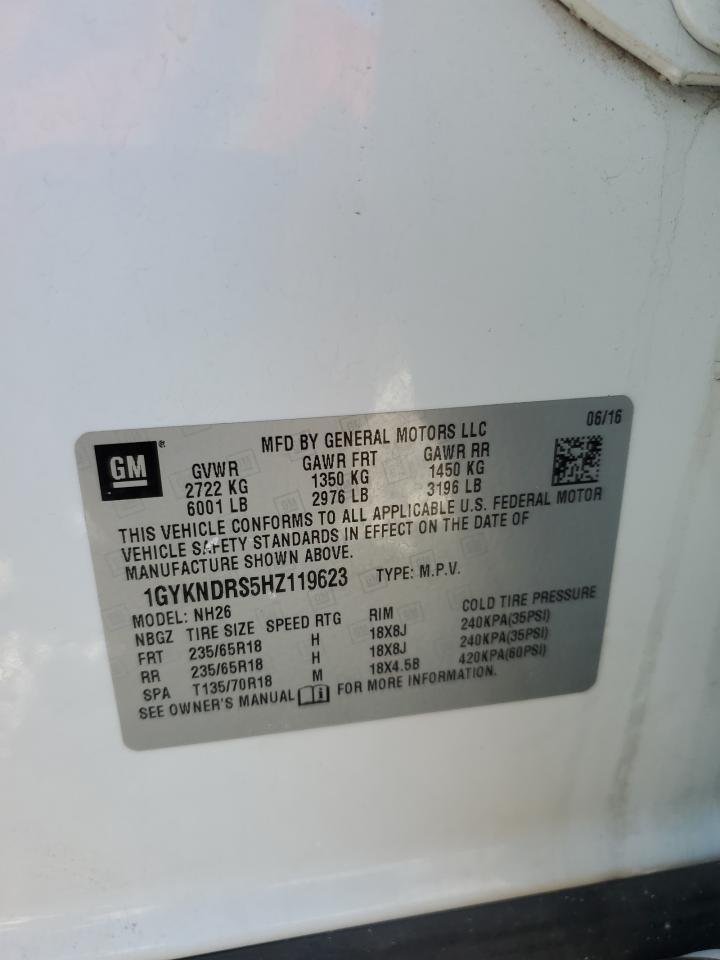 GM ®
MFD BY GENERAL MOTORS LLC 06/16
GVWR GAWR FRT GAWR RR
2722 KG 1350 KG 1450 KG
6001 LB 2976 LB 3196 LB
THIS VEHICLE CONFORMS TO ALL APPLICABLE U.S. FEDERAL MOTOR
VEHICLE SAFETY STANDARDS IN EFFECT ON THE DATE OF
MANUFACTURE SHOWN ABOVE.
1GYKNDRS5HZ119623 TYPE: M.P.V.
MODEL: NH26
NBGZ TIRE SIZE SPEED RTG RIM COLD TIRE PRESSURE
FRT 235/65R18 H 18X8J 240KPA(35PSI)
RR 235/65R18 H 18X8J 240KPA(35PSI)
SPA T135/70R18 M 18X4.5B 420KPA(60PSI)
SEE OWNER'S MANUAL i FOR MORE INFORMATION.